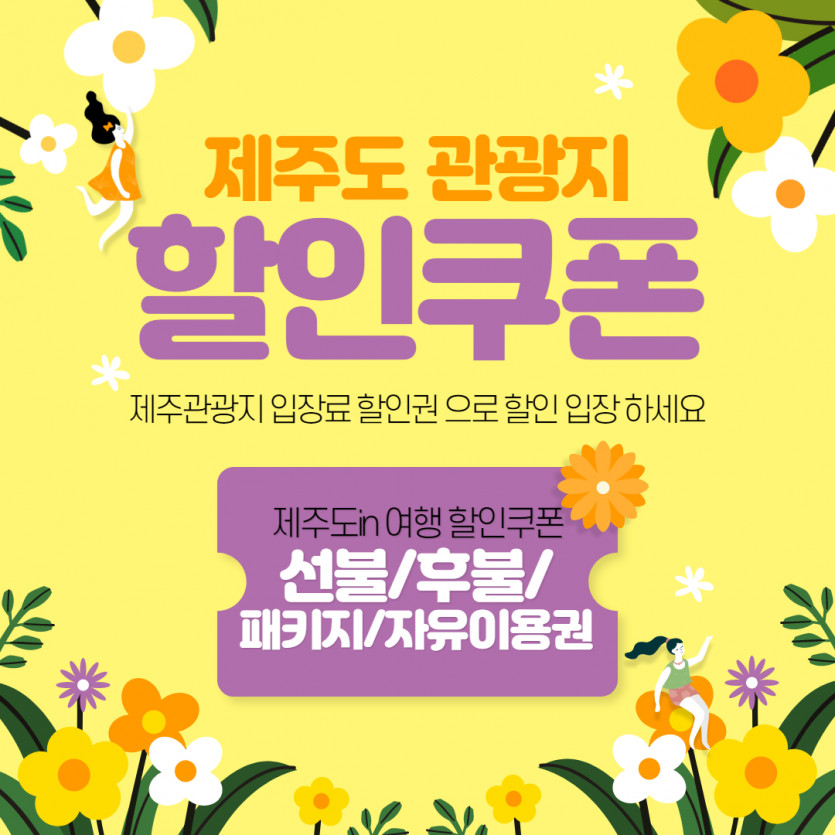 제주도 관광지
할인쿠폰
제주관광지 입장료 할인권 으로 할인 입장 하세요
제주도in 여행 할인쿠폰
선불/후불/
패키지/자유이용권